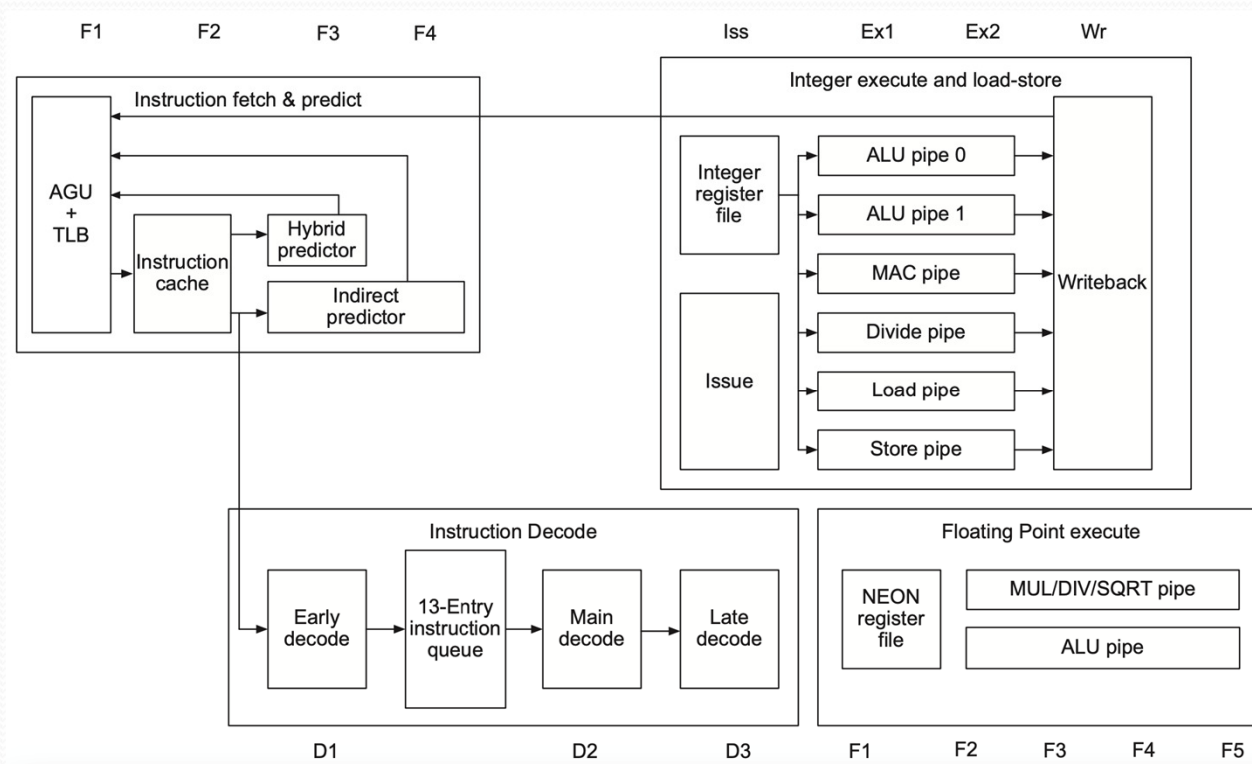 F1 F2 F3 F4 Iss Ex1 Ex2 Wr
Instruction fetch & predict
AGU
+
TLB
Instruction
cache
Hybrid
predictor
Indirect
predictor
Integer execute and load-store
Integer
register
file
Issue
ALU pipe 0
ALU pipe 1
MAC pipe
Divide pipe
Load pipe
Store pipe
Writeback
Instruction Decode
Early
decode
13-Entry
instruction
queue
Main
decode
Late
decode
Floating Point execute
NEON
register
file
MUL/DIV/SQRT pipe
ALU pipe
D1 D2 D3 F1 F2 F3 F4 F5